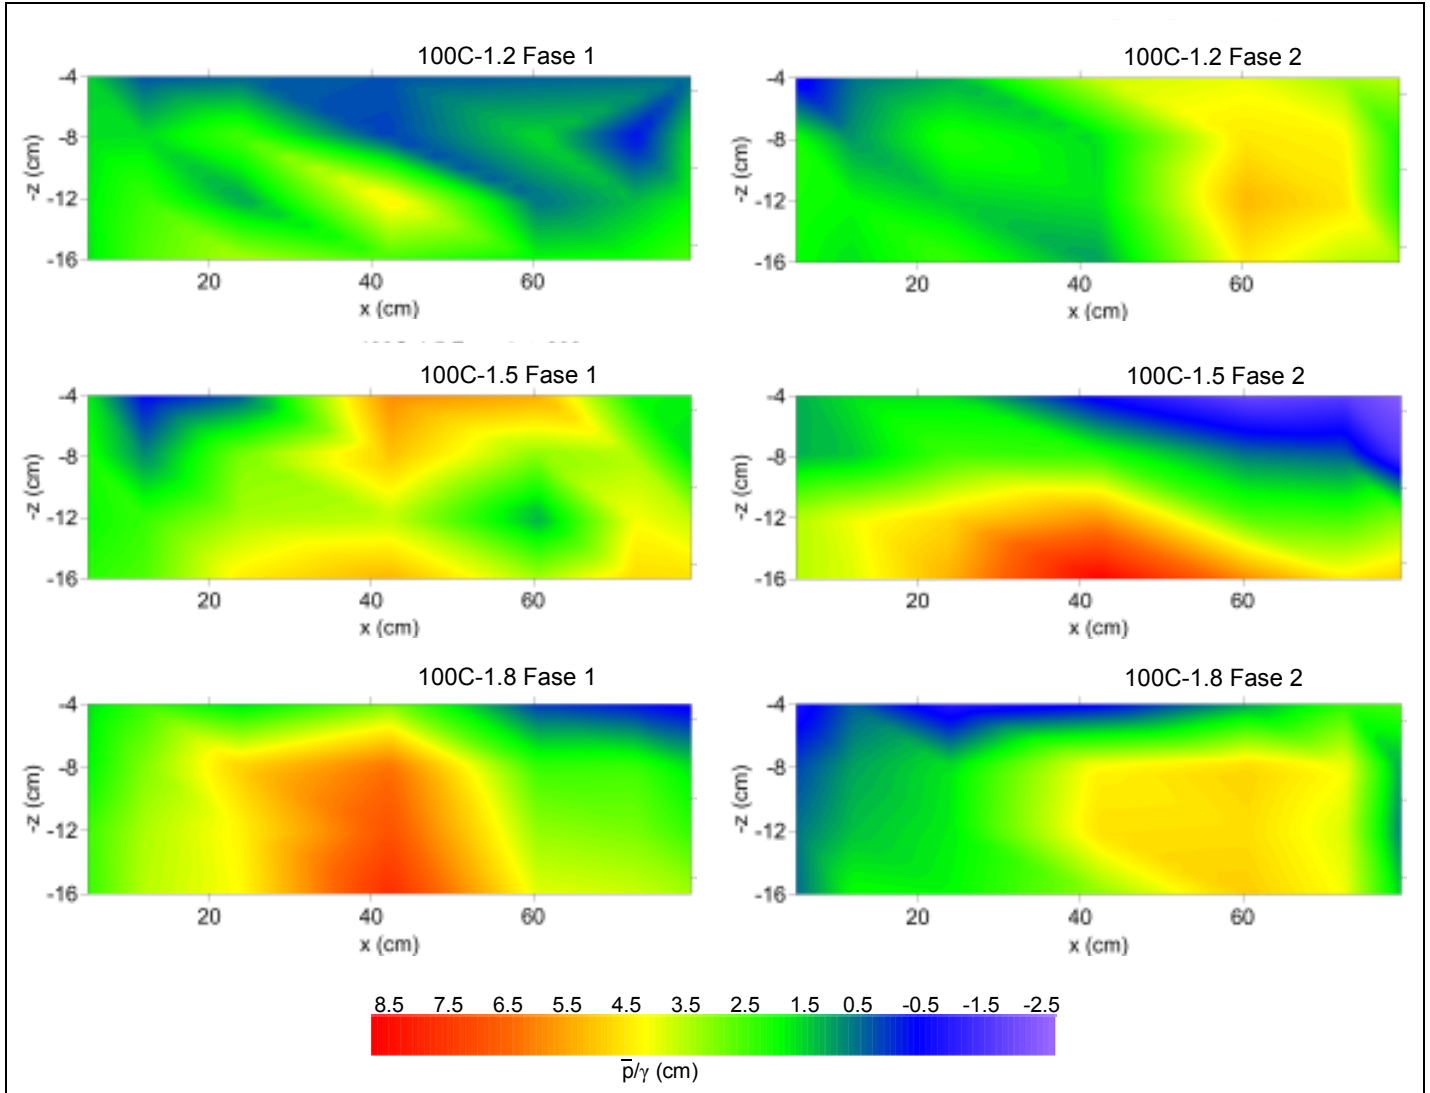 100C-1.2 Fase 1
-4
-8
-12
-16
-z (cm)
20 40 60
x (cm)
100C-1.2 Fase 2
-4
-8
-12
-16
-z (cm)
20 40 60
x (cm)
100C-1.5 Fase 1
-4
-8
-12
-16
-z (cm)
20 40 60
x (cm)
100C-1.5 Fase 2
-4
-8
-12
-16
-z (cm)
20 40 60
x (cm)
100C-1.8 Fase 1
-4
-8
-12
-16
-z (cm)
20 40 60
x (cm)
100C-1.8 Fase 2
-4
-8
-12
-16
-z (cm)
20 40 60
x (cm)
8.5 7.5 6.5 5.5 4.5 3.5 2.5 1.5 0.5 -0.5 -1.5 -2.5
p̅/γ (cm)